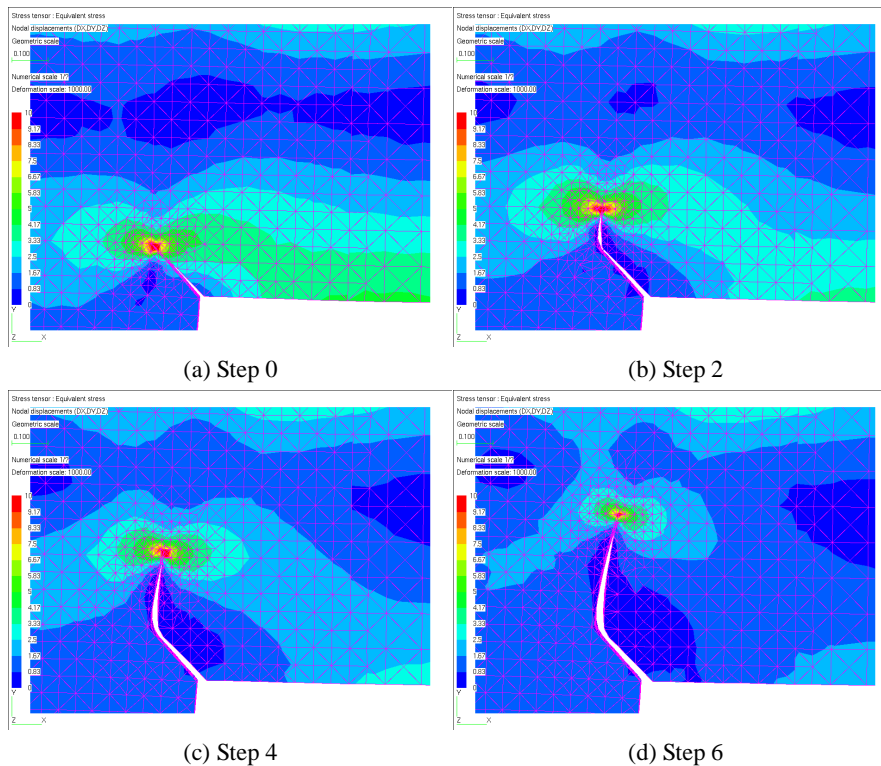 Stress tensor : Equivalent stress
Nodal displacements (DX,DY,DZ)
Geometric scale
0.100
Numerical scale 1/?
Deformation scale: 1000.00
10
9.17
8.33
7.5
6.67
5.83
5
4.17
3.33
2.5
1.67
0.83
0
Y
Z X
(a) Step 0
Stress tensor : Equivalent stress
Nodal displacements (DX,DY,DZ)
Geometric scale
0.100
Numerical scale 1/?
Deformation scale: 1000.00
10
9.17
8.33
7.5
6.67
5.83
5
4.17
3.33
2.5
1.67
0.83
0
Y
Z X
(b) Step 2
Stress tensor : Equivalent stress
Nodal displacements (DX,DY,DZ)
Geometric scale
0.100
Numerical scale 1/?
Deformation scale: 1000.00
10
9.17
8.33
7.5
6.67
5.83
5
4.17
3.33
2.5
1.67
0.83
0
Y
Z X
(c) Step 4
Stress tensor : Equivalent stress
Nodal displacements (DX,DY,DZ)
Geometric scale
0.100
Numerical scale 1/?
Deformation scale: 1000.00
10
9.17
8.33
7.5
6.67
5.83
5
4.17
3.33
2.5
1.67
0.83
0
Y
Z X
(d) Step 6